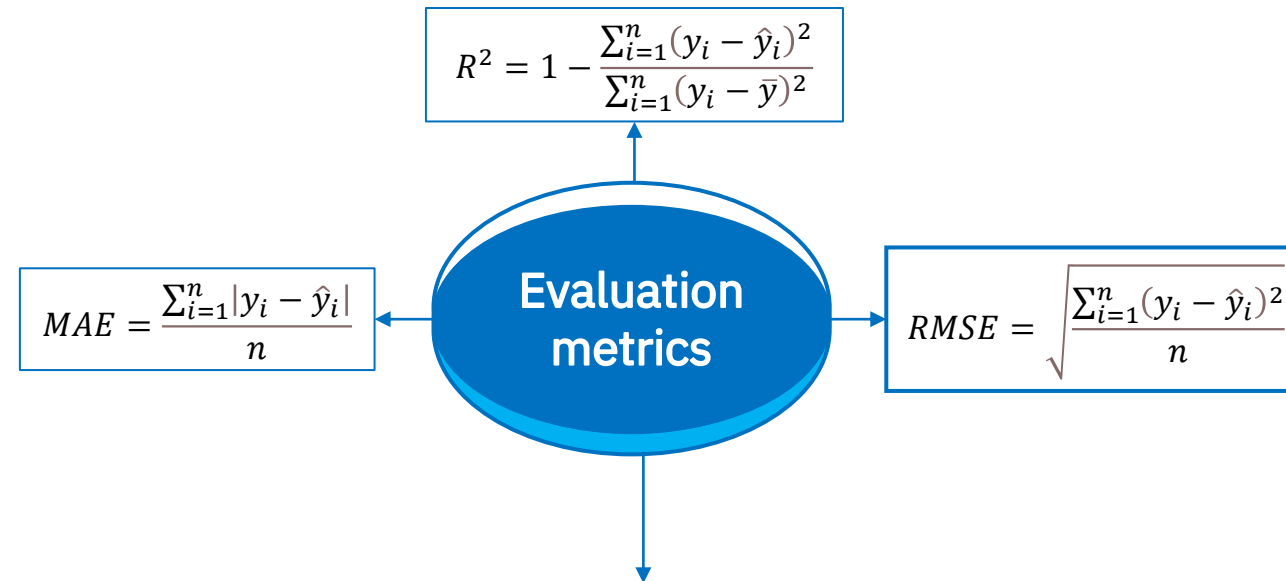 R² = 1 − \frac{\sum_{i=1}^{n}(y_i − \hat{y}_i)^2}{\sum_{i=1}^{n}(y_i − \bar{y})^2}
Evaluation
metrics
MAE = \frac{\sum_{i=1}^{n}|y_i − \hat{y}_i|}{n}
RMSE = \sqrt{\frac{\sum_{i=1}^{n}(y_i − \hat{y}_i)^2}{n}}